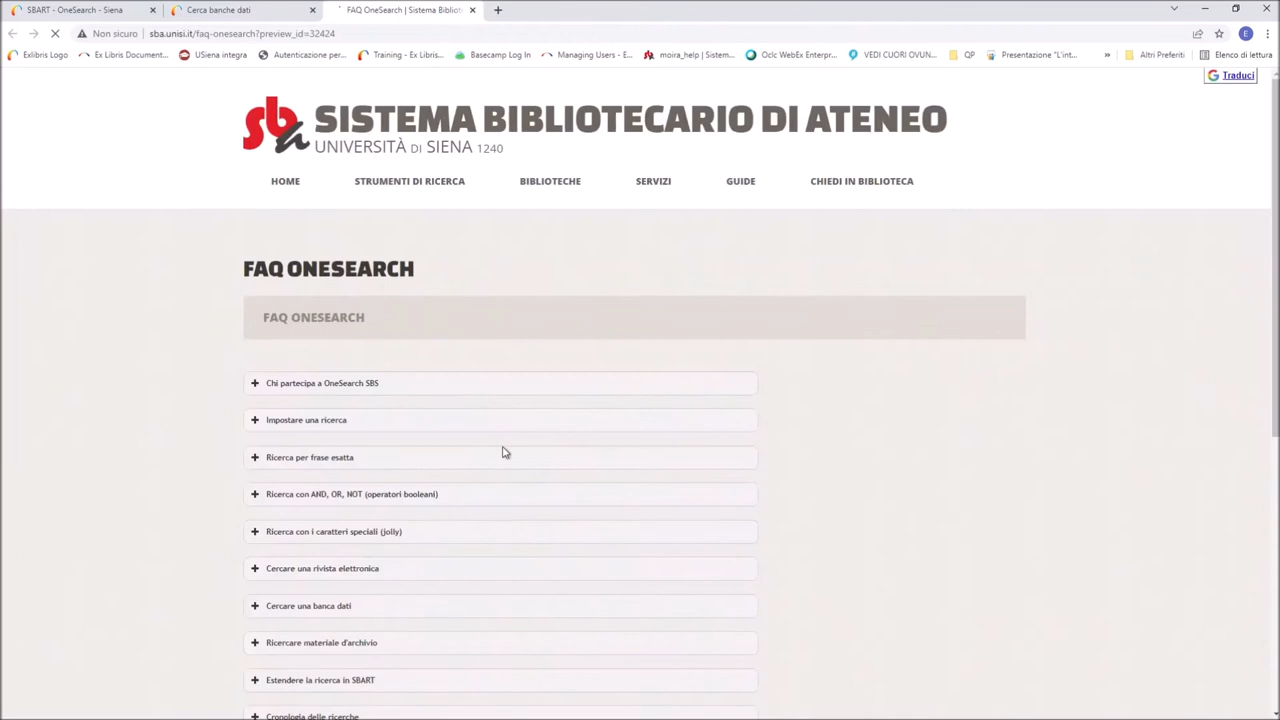 SBART - OneSearch - Siena
Cerca banche dati
FAQ OneSearch | Sistema Bibliot
Non sicuro
sba.unisi.it/faq-onesearch?preview_id=32424
E
Exlibris Logo
Ex Libris Document...
USiena integra
Autenticazione per...
Training - Ex Libris...
Basecamp Log In
Managing Users - E...
moira_help | Sistem...
Oclc WebEx Enterpr...
VEDI CUORI OVUN...
QP
Presentazione "L'int...
»
Altri Preferiti
Elenco di lettura
Traduci
sba
SISTEMA BIBLIOTECARIO DI ATENEO
UNIVERSITÀ DI SIENA 1240
HOME
STRUMENTI DI RICERCA
BIBLIOTECHE
SERVIZI
GUIDE
CHIEDI IN BIBLIOTECA
FAQ ONESEARCH
FAQ ONESEARCH
Chi partecipa a OneSearch SBS
Impostare una ricerca
Ricerca per frase esatta
Ricerca con AND, OR, NOT (operatori booleani)
Ricerca con i caratteri speciali (jolly)
Cercare una rivista elettronica
Cercare una banca dati
Ricercare materiale d'archivio
Estendere la ricerca in SBART
Cronologia delle ricerche